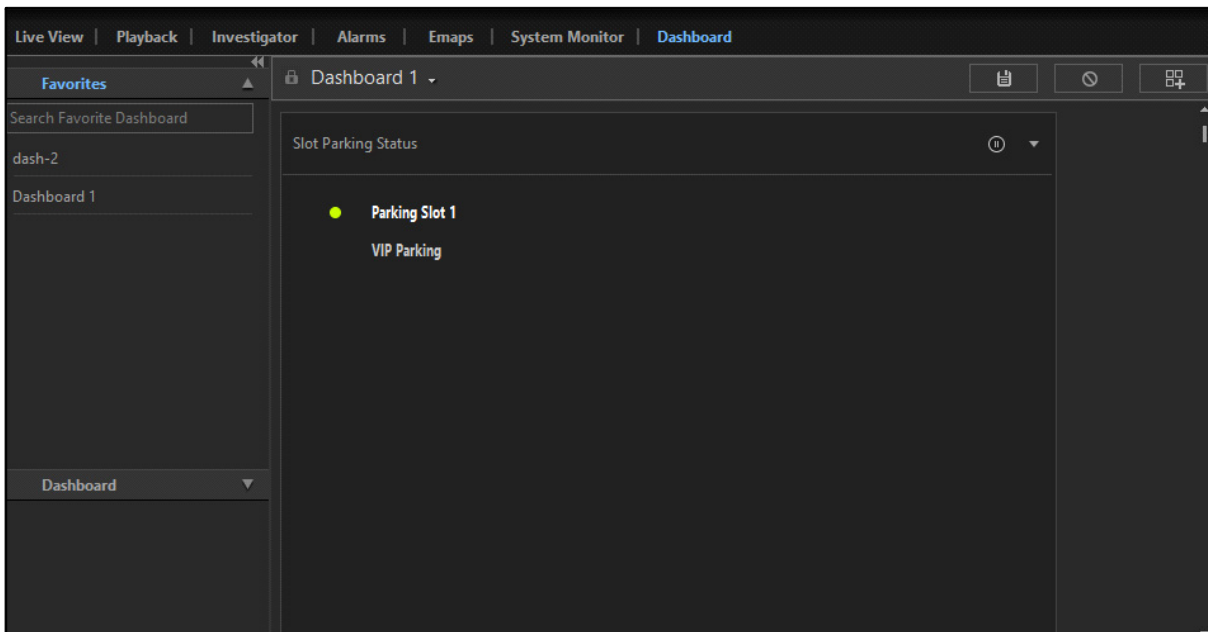 Live View | Playback | Investigator | Alarms | Emaps | System Monitor | Dashboard
Favorites
Search Favorite Dashboard
dash-2
Dashboard 1
Dashboard
Dashboard 1
Slot Parking Status
Parking Slot 1
VIP Parking